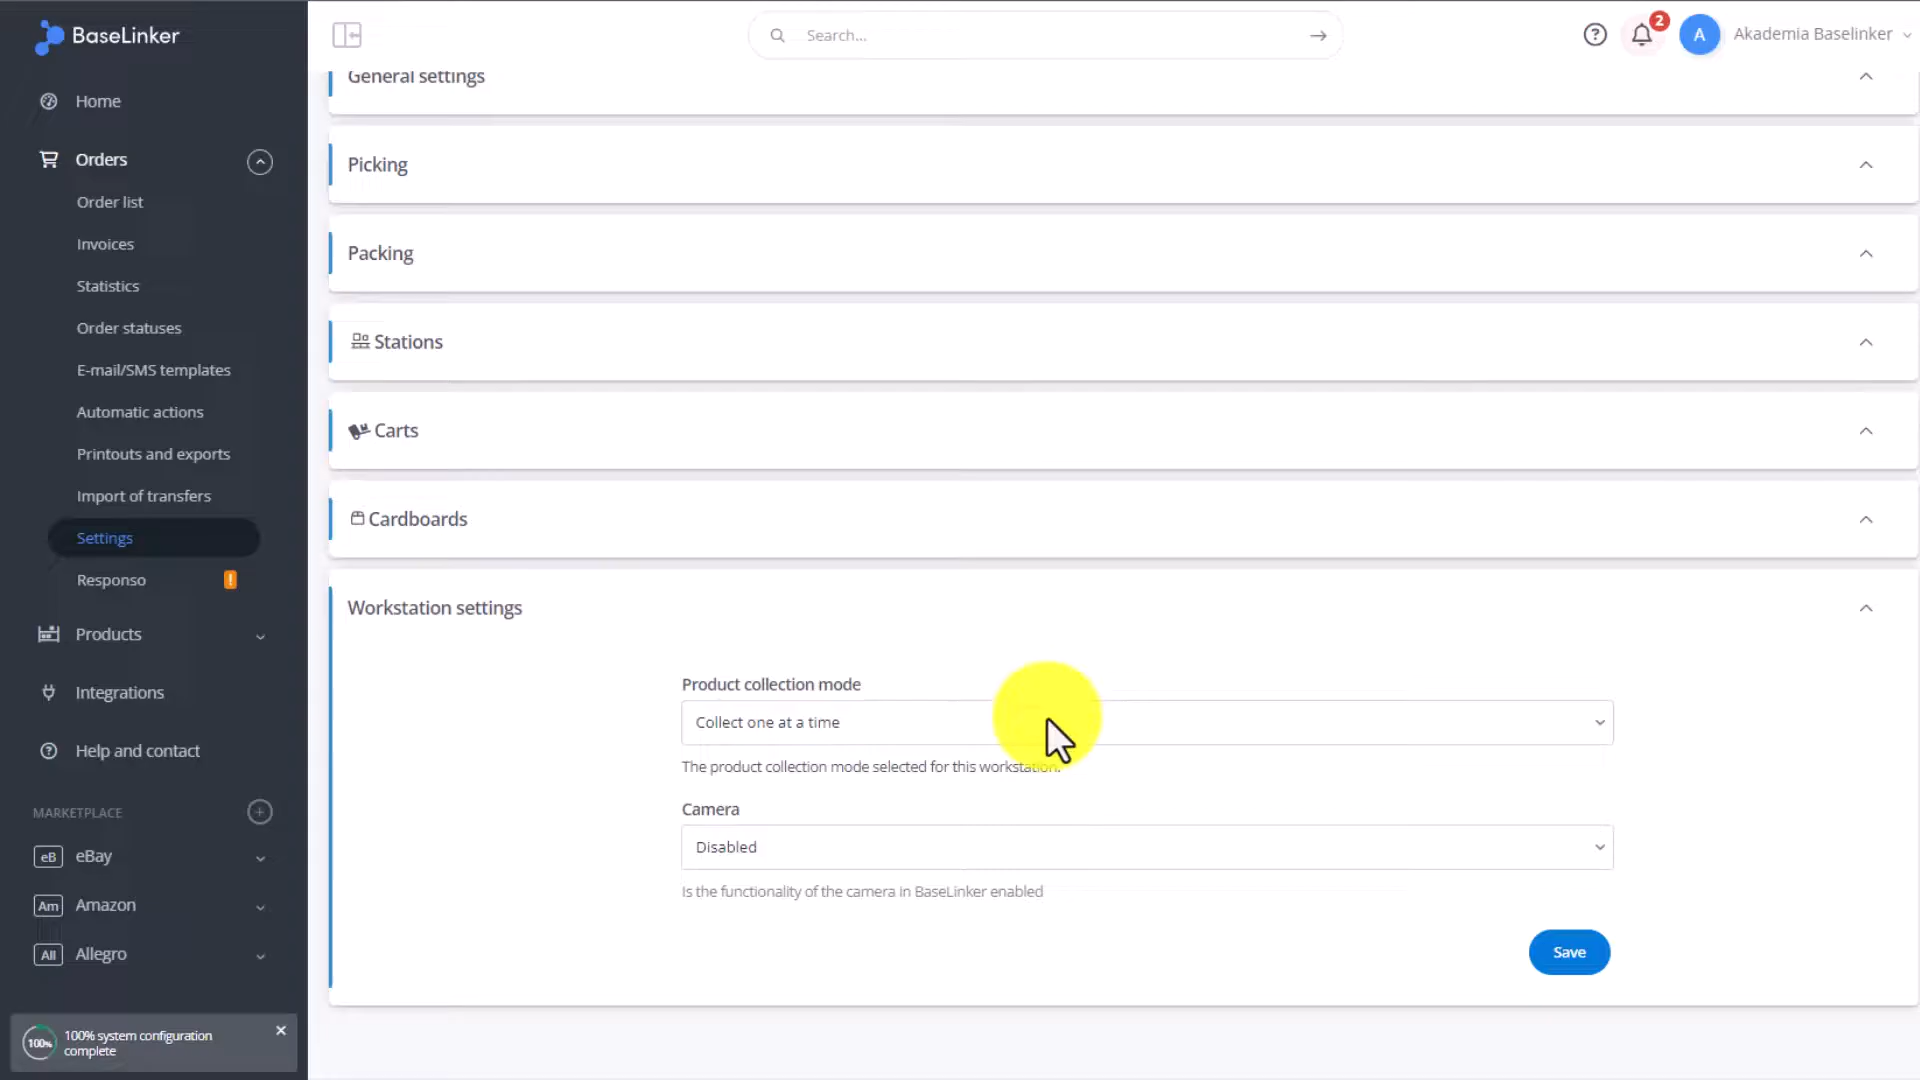 BaseLinker
Search...
2
A
Akademia Baselinker
Home
Orders
Order list
Invoices
Statistics
Order statuses
E-mail/SMS templates
Automatic actions
Printouts and exports
Import of transfers
Settings
Responso
!
Products
Integrations
Help and contact
MARKETPLACE
eB
eBay
Am
Amazon
All
Allegro
100%
100% system configuration
complete
General settings
Picking
Packing
Stations
Carts
Cardboards
Workstation settings
Product collection mode
Collect one at a time
The product collection mode selected for this workstation.
Camera
Disabled
Is the functionality of the camera in BaseLinker enabled
Save